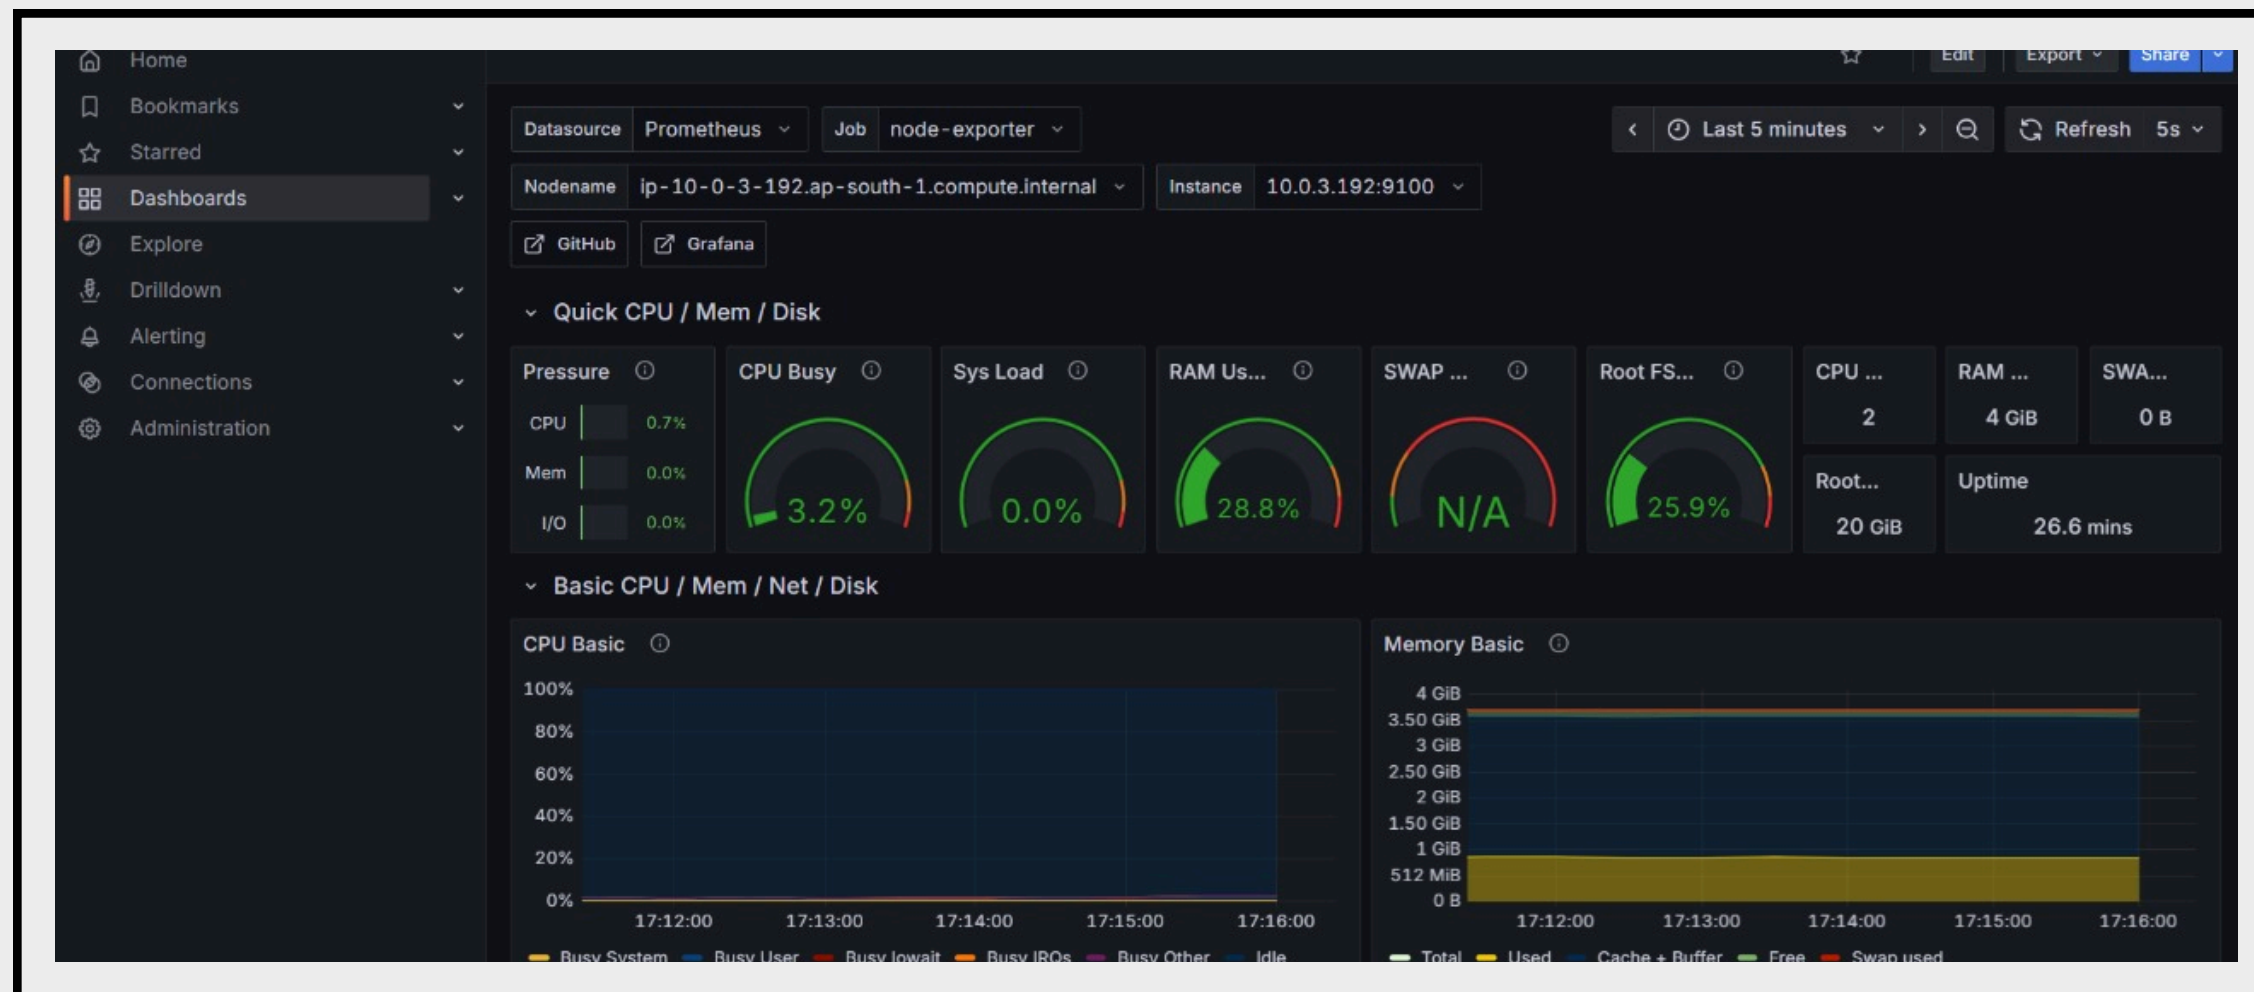 Home
Bookmarks
Starred
Dashboards
Explore
Drilldown
Alerting
Connections
Administration
Edit Export Share
Datasource Prometheus Job node-exporter
Last 5 minutes Refresh 5s
Nodename ip-10-0-3-192.ap-south-1.compute.internal Instance 10.0.3.192:9100
GitHub Grafana
Quick CPU / Mem / Disk
Pressure
CPU 0.7%
Mem 0.0%
I/O 0.0%
CPU Busy
3.2%
Sys Load
0.0%
RAM Us...
28.8%
SWAP ...
N/A
Root FS...
25.9%
CPU ...
2
RAM ...
4 GiB
SWA...
0 B
Root...
20 GiB
Uptime
26.6 mins
Basic CPU / Mem / Net / Disk
CPU Basic
100%
80%
60%
40%
20%
0%
17:12:00 17:13:00 17:14:00 17:15:00 17:16:00
Busy System Busy User Busy Iowait Busy IRQs Busy Other Idle
Memory Basic
4 GiB
3.50 GiB
3 GiB
2.50 GiB
2 GiB
1.50 GiB
1 GiB
512 MiB
0 B
17:12:00 17:13:00 17:14:00 17:15:00 17:16:00
Total Used Cache + Buffer Free Swap used